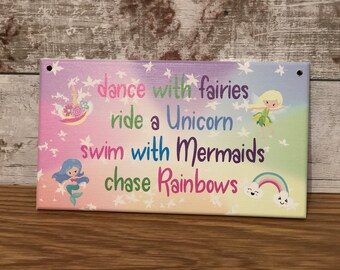 dance with fairies
ride a Unicorn
swim with Mermaids
chase Rainbows